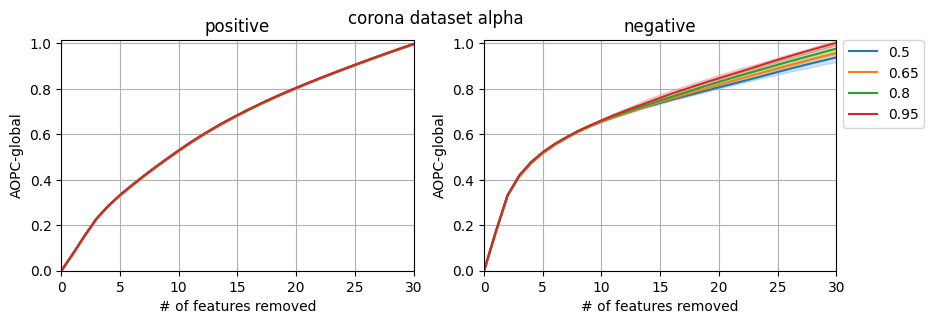 corona dataset alpha
positive
AOPC-global
1.0
0.8
0.6
0.4
0.2
0.0
0 5 10 15 20 25 30
# of features removed
negative
AOPC-global
1.0
0.8
0.6
0.4
0.2
0.0
0 5 10 15 20 25 30
# of features removed
0.5
0.65
0.8
0.95